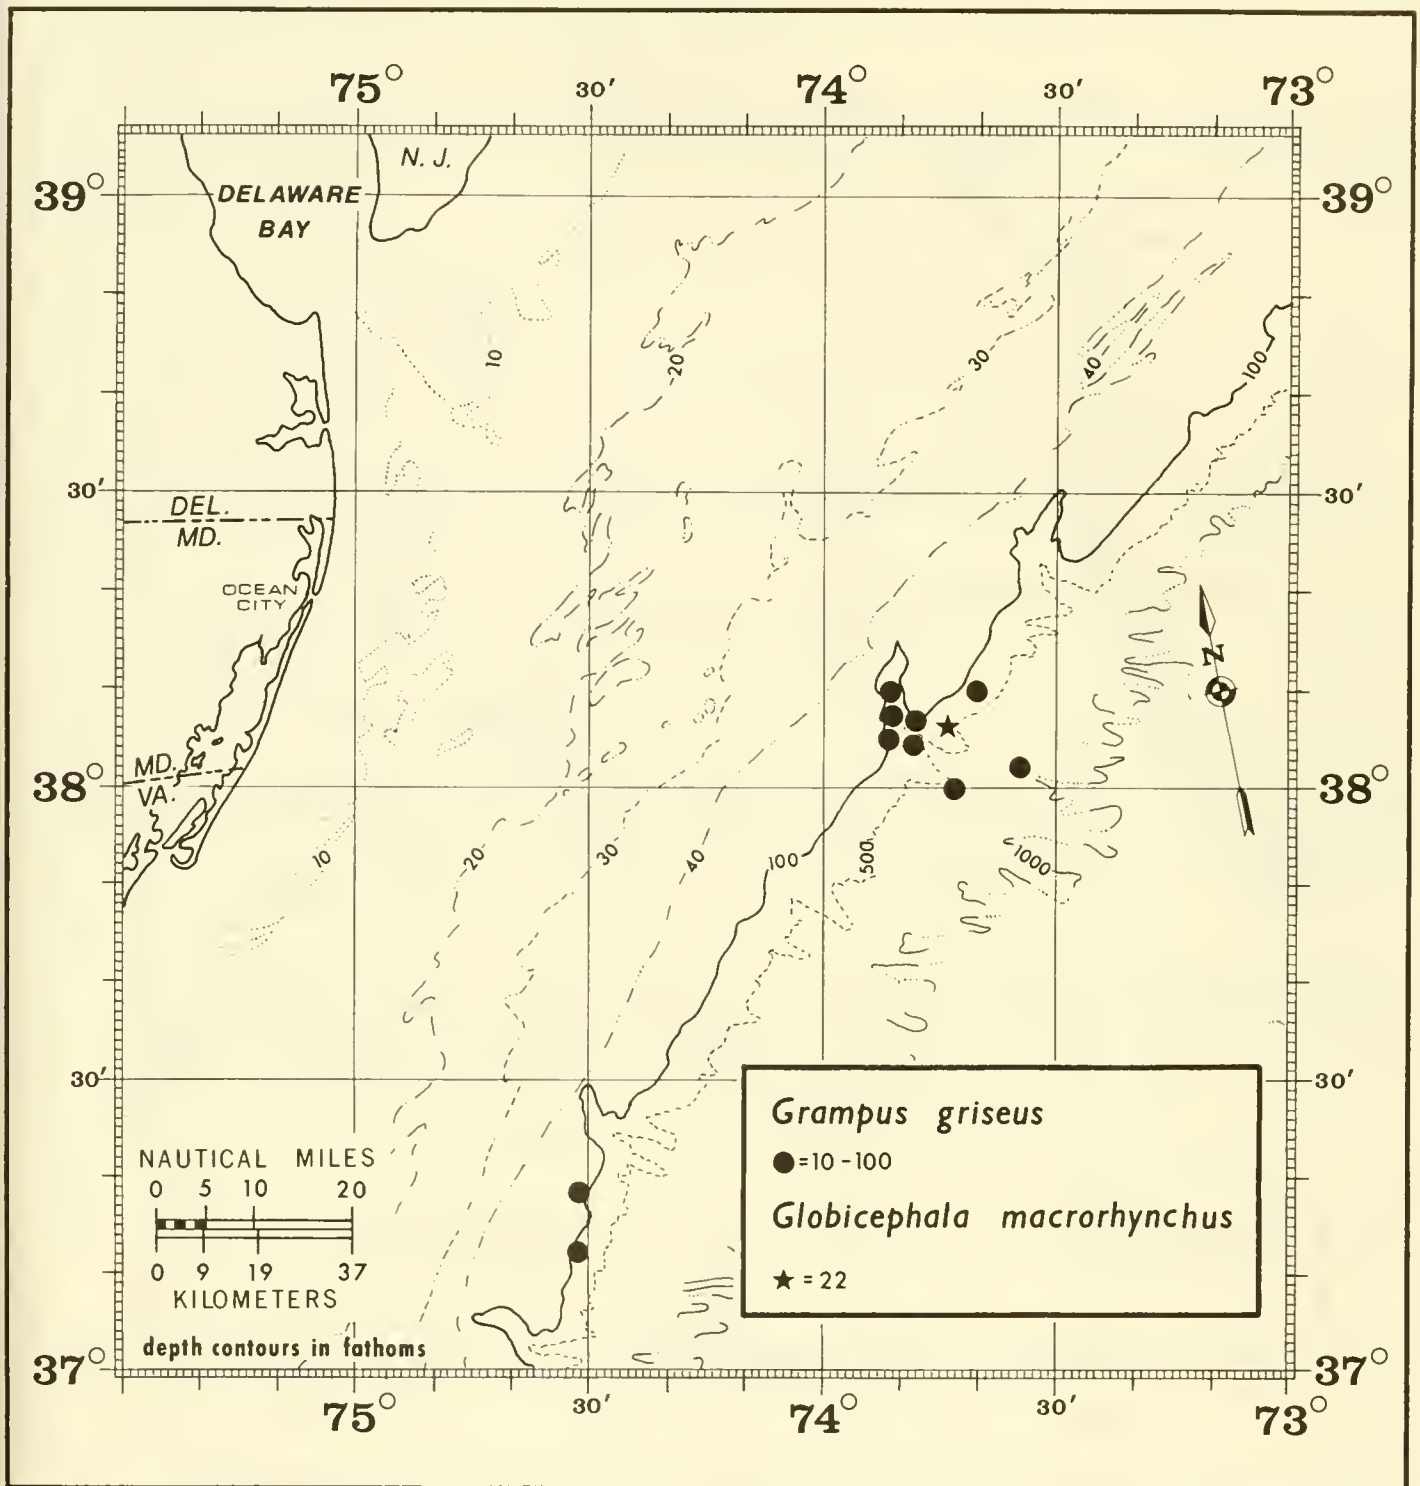 75° 30' 74° 30' 73°
N. J.
39° DELAWARE 39°
BAY
10
20
30
40
100
30' 30'
DEL.
MD.
OCEAN
CITY
N
MD.
38° 38°
VA.
10
20
30
40
100
500
1000
30' 30'
Grampus griseus
●=10-100
Globicephala macrorhynchus
★=22
NAUTICAL MILES
0 5 10 20
0 9 19 37
KILOMETERS
depth contours in fathoms
37° 37°
75° 30' 74° 30' 73°